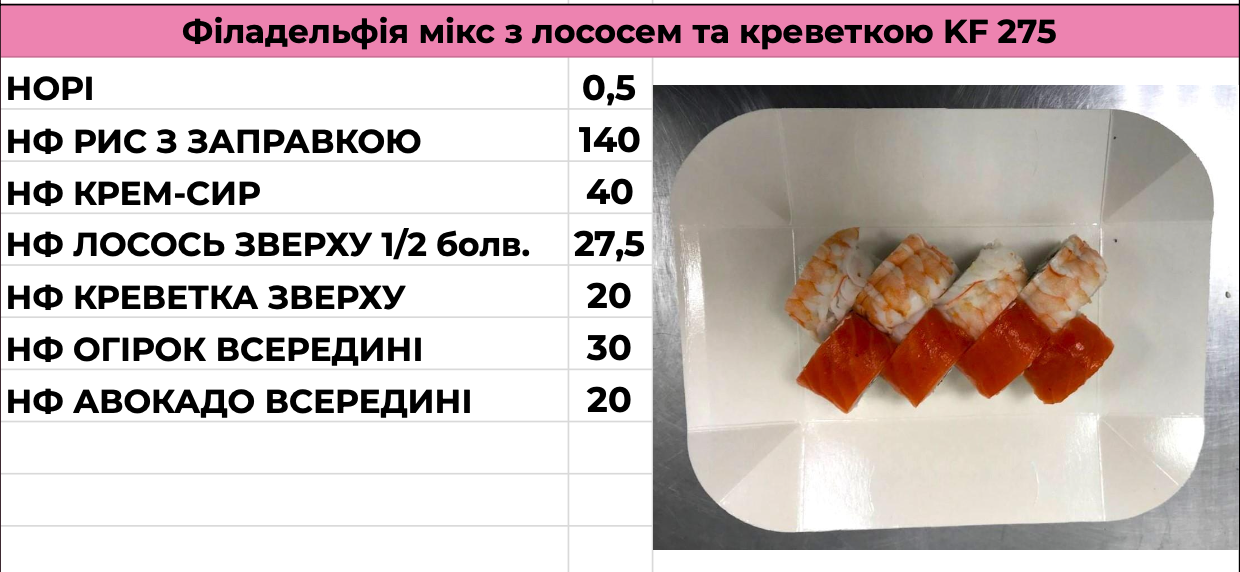 Філадельфія мікс з лососем та креветкою KF 275
НОРІ 0,5
НФ РИС З ЗАПРАВКОЮ 140
НФ КРЕМ-СИР 40
НФ ЛОСОСЬ ЗВЕРХУ 1/2 болв. 27,5
НФ КРЕВЕТКА ЗВЕРХУ 20
НФ ОГІРОК ВСЕРЕДИНІ 30
НФ АВОКАДО ВСЕРЕДИНІ 20